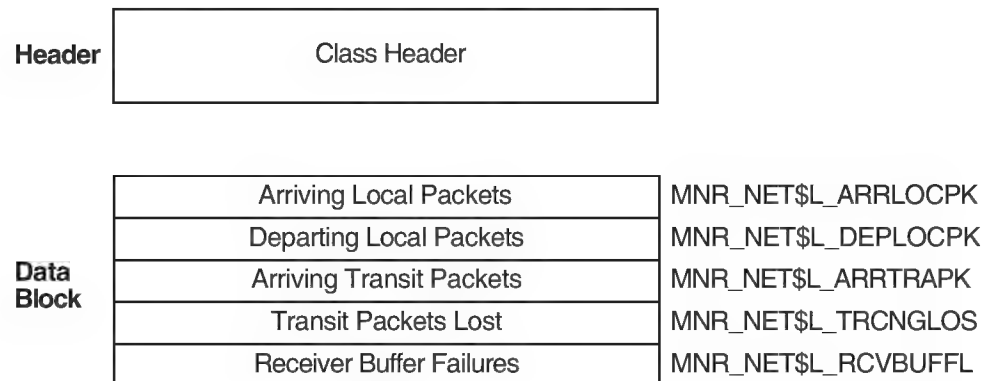 Header
Class Header
Arriving Local Packets MNR_NET$L_ARRLOCPK
Departing Local Packets MNR_NET$L_DEPLOCPK
Data
Block
Arriving Transit Packets MNR_NET$L_ARRTRAPK
Transit Packets Lost MNR_NET$L_TRCNGLOS
Receiver Buffer Failures MNR_NET$L_RCVBUFFL